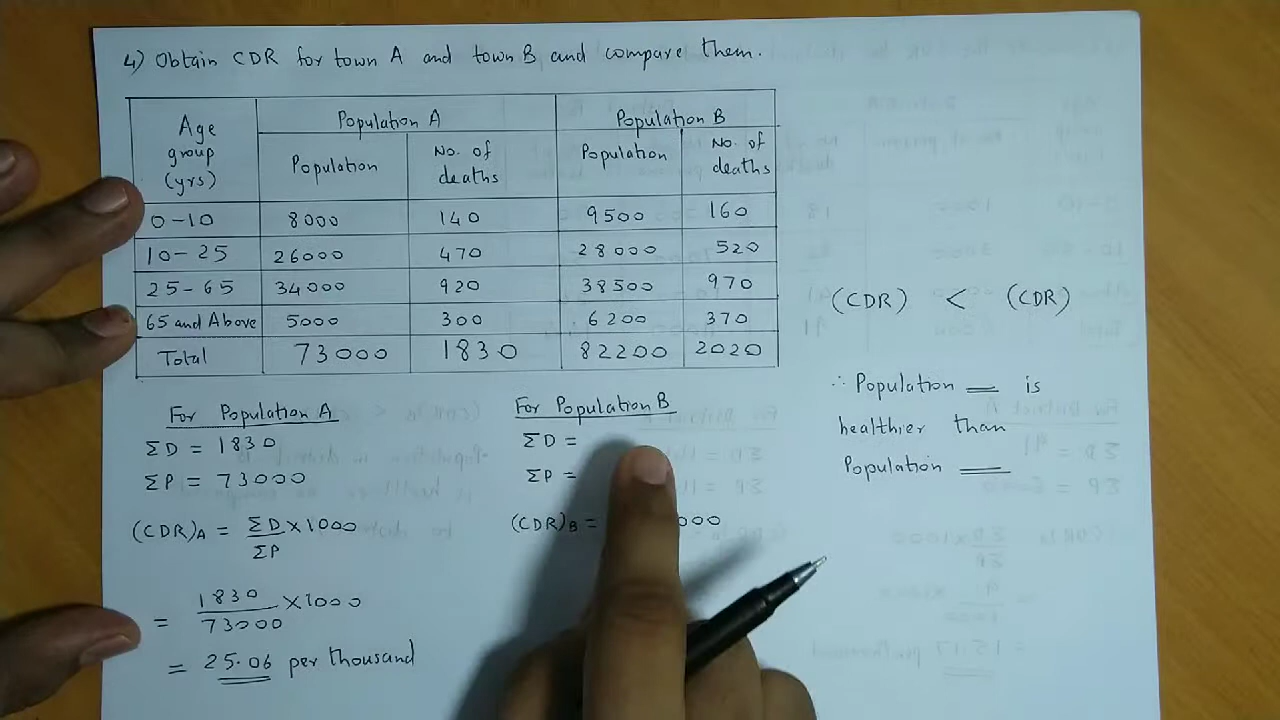 4) Obtain CDR for town A and town B and compare them.
Age group (yrs) Population A Population B
Population No. of deaths Population No. of deaths
0-10 8000 140 9500 160
10-25 26000 470 28000 520
25-65 34000 920 38500 970
65 and Above 5000 300 6200 370
Total 73000 1830 82200 2020
For Population A
ΣD = 1830
ΣP = 73000
(CDR)A = ΣD/ΣP × 1000
= 1830/73000 × 1000
= 25.06 per thousand
For Population B
ΣD =
ΣP =
(CDR)B = 000
(CDR) < (CDR)
∴ Population __ is
healthier than
Population __